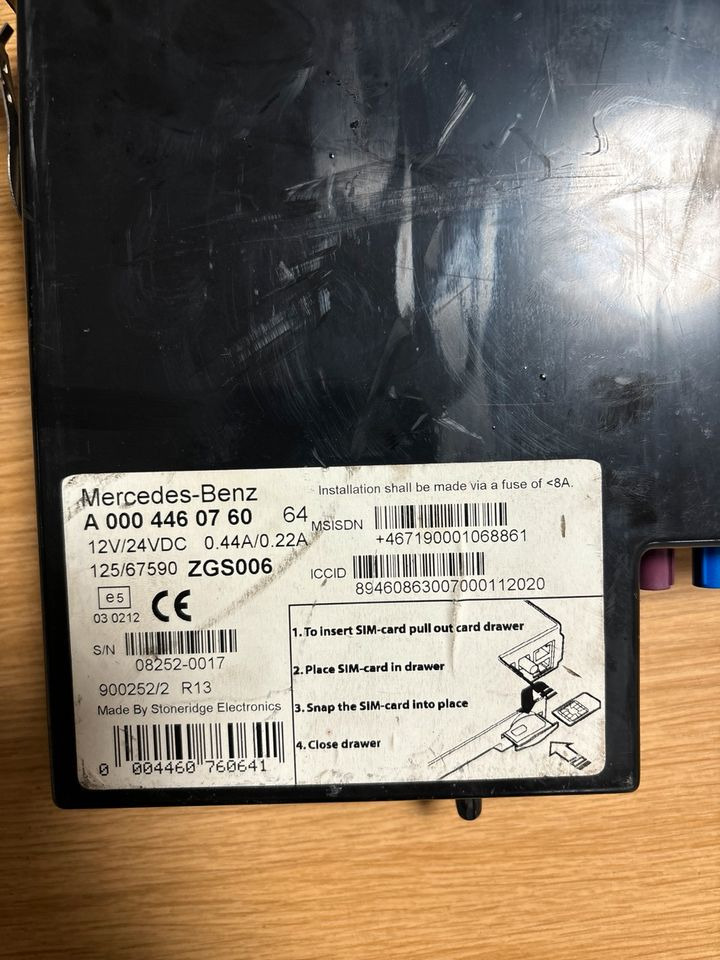 Mercedes-Benz
A 000 446 07 60 64
12V/24VDC 0.44A/0.22A
125/67590 ZGS006
e5
03 0212 CE
S/N
08252-0017
900252/2 R13
Made By Stoneridge Electronics
0 004460 760641
Installation shall be made via a fuse of <8A.
MSISDN
+467190001068861
ICCID
89460863007000112020
1. To insert SIM-card pull out card drawer
2. Place SIM-card in drawer
3. Snap the SIM-card into place
4. Close drawer